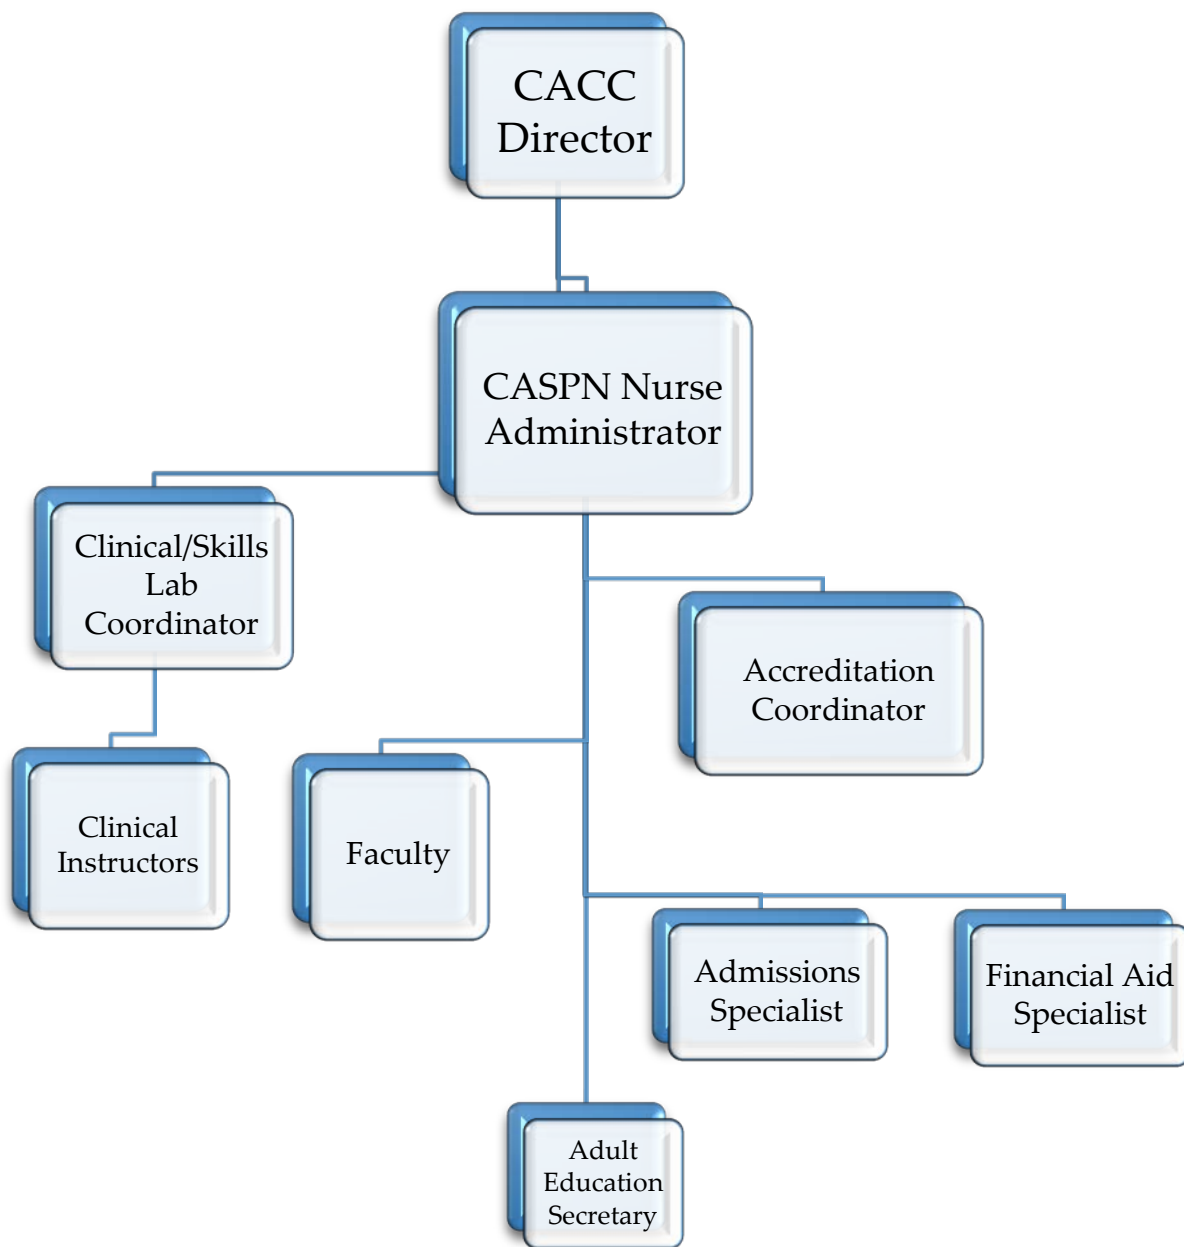 CACC
Director
CASPN Nurse
Administrator
Clinical/Skills
Lab
Coordinator
Accreditation
Coordinator
Clinical
Instructors
Faculty
Admissions
Specialist
Financial Aid
Specialist
Adult
Education
Secretary